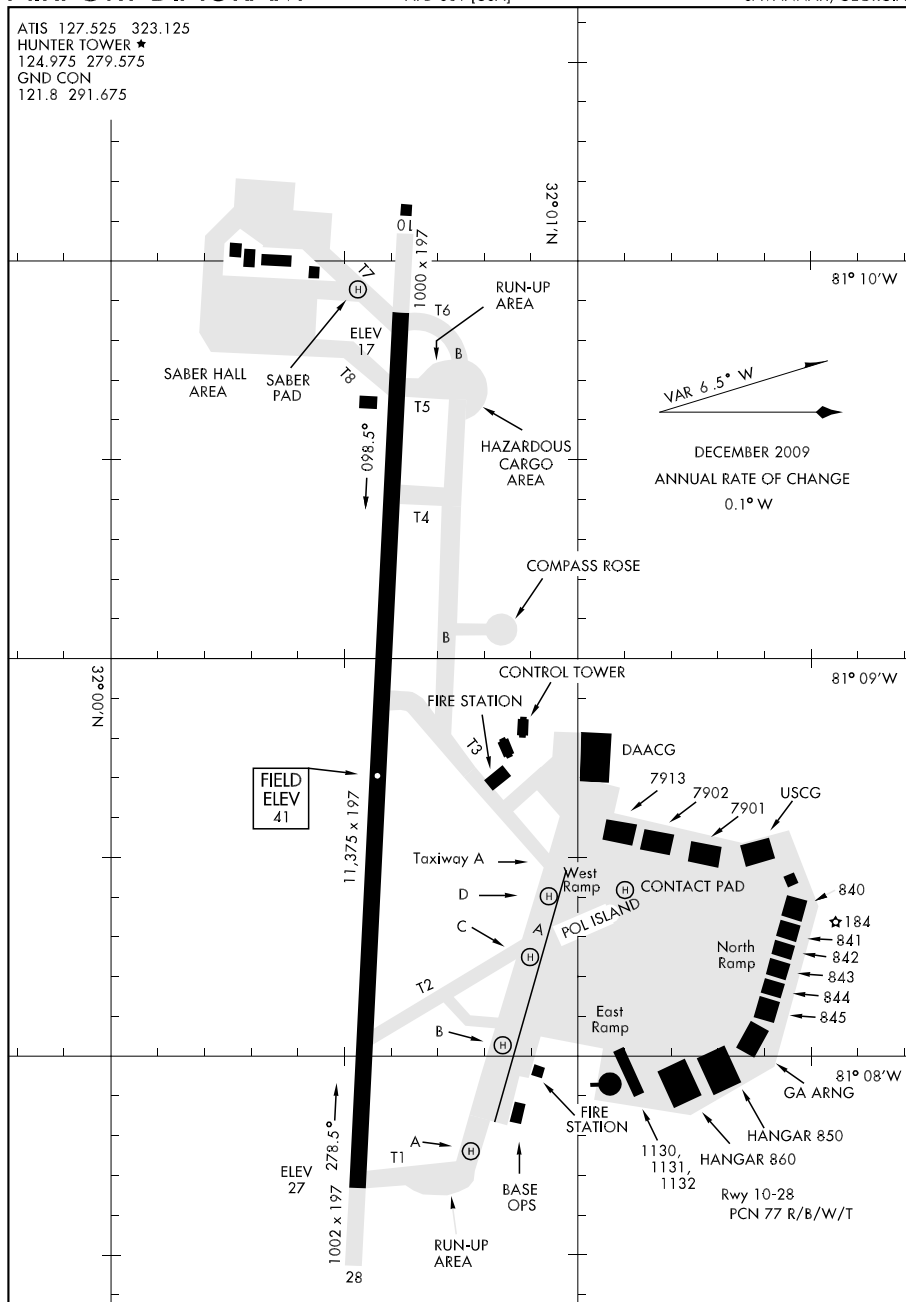 ATIS 127.525 323.125
HUNTER TOWER ★
124.975 279.575
GND CON
121.8 291.675
32° 01'N
01
1000 x 197
T7
H
81° 10'W
RUN-UP
AREA
T6
B
ELEV
17
SABER HALL
AREA
SABER
PAD
T8
T5
VAR 6.5° W
098.5°
HAZARDOUS
CARGO
AREA
DECEMBER 2009
ANNUAL RATE OF CHANGE
0.1° W
T4
COMPASS ROSE
B
32° 00'N
81° 09'W
CONTROL TOWER
FIRE STATION
T3
DAACG
FIELD
ELEV
41
7913
7902
7901
USCG
11,375 x 197
Taxiway A
West
Ramp
D
H
H
CONTACT PAD
840
POL ISLAND
A
C
H
184
841
North
Ramp
842
843
844
845
T2
East
Ramp
B
H
81° 08'W
GA ARNG
FIRE
STATION
278.5°
A
H
T1
HANGAR 850
1130,
1131,
1132
HANGAR 860
ELEV
27
BASE
OPS
Rwy 10-28
PCN 77 R/B/W/T
1002 x 197
RUN-UP
AREA
28